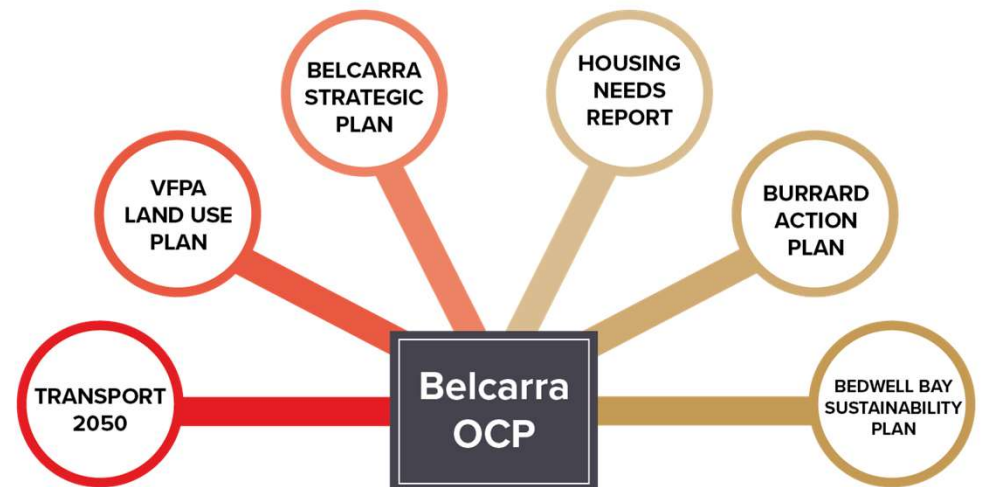 BELCARRA
STRATEGIC
PLAN
HOUSING
NEEDS
REPORT
VFPA
LAND USE
PLAN
BURRARD
ACTION
PLAN
TRANSPORT
2050
Belcarra
OCP
BEDWELL BAY
SUSTAINABILITY
PLAN